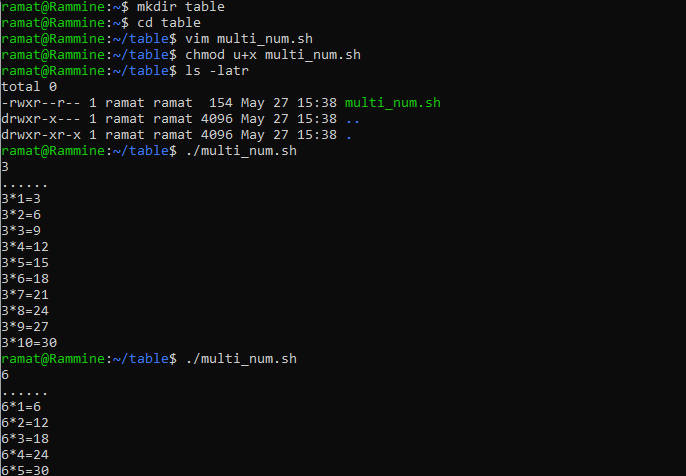 ramat@Rammine:~$ mkdir table
ramat@Rammine:~$ cd table
ramat@Rammine:~/table$ vim multi_num.sh
ramat@Rammine:~/table$ chmod u+x multi_num.sh
ramat@Rammine:~/table$ ls -latr
total 0
-rwxr--r-- 1 ramat ramat  154 May 27 15:38 multi_num.sh
drwxr-x--- 1 ramat ramat 4096 May 27 15:38 ..
drwxr-xr-x 1 ramat ramat 4096 May 27 15:38 .
ramat@Rammine:~/table$ ./multi_num.sh
3
......
3*1=3
3*2=6
3*3=9
3*4=12
3*5=15
3*6=18
3*7=21
3*8=24
3*9=27
3*10=30
ramat@Rammine:~/table$ ./multi_num.sh
6
......
6*1=6
6*2=12
6*3=18
6*4=24
6*5=30